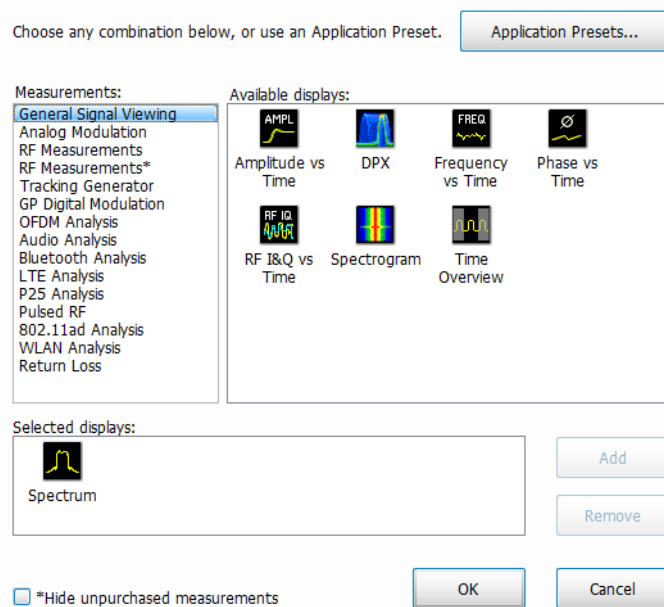 Choose any combination below, or use an Application Preset.
Application Presets...
Measurements:
General Signal Viewing
Analog Modulation
RF Measurements
RF Measurements*
Tracking Generator
GP Digital Modulation
OFDM Analysis
Audio Analysis
Bluetooth Analysis
LTE Analysis
P25 Analysis
Pulsed RF
802.11ad Analysis
WLAN Analysis
Return Loss
Available displays:
AMPL
FREQ
Ø
Amplitude vs
Time
DPX
Frequency
vs Time
Phase vs
Time
RF IQ
RF I&Q vs
Time
Spectrogram
Time
Overview
Selected displays:
Spectrum
Add
Remove
*Hide unpurchased measurements
OK
Cancel